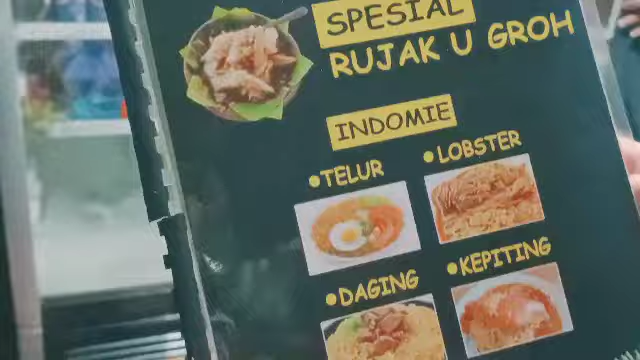 SPESIAL
RUJAK U GROH
INDOMIE
•TELUR
•LOBSTER
•DAGING
•KEPITING